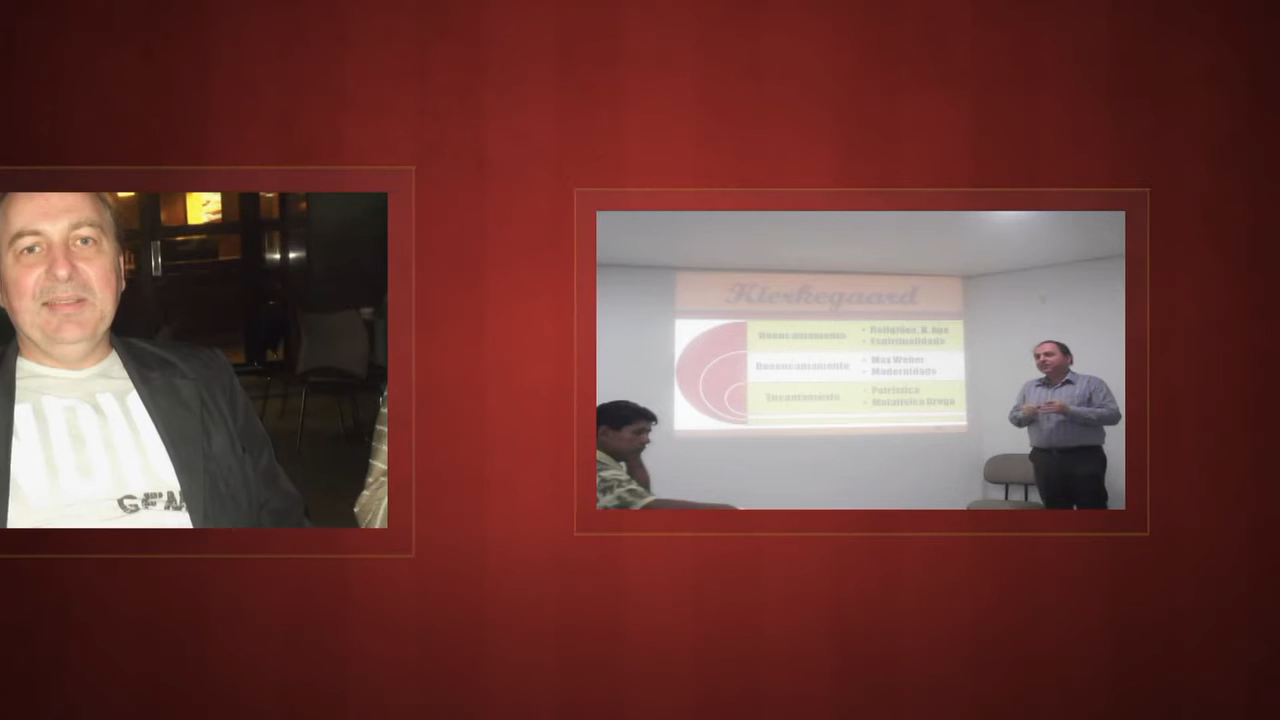 Kierkegaard
Reencantamento
• Religiões, N. Age
• Espiritualidade
Desencantamento
• Max Weber
• Modernidade
Encantamento
• Patrística
• Metafísica Grega